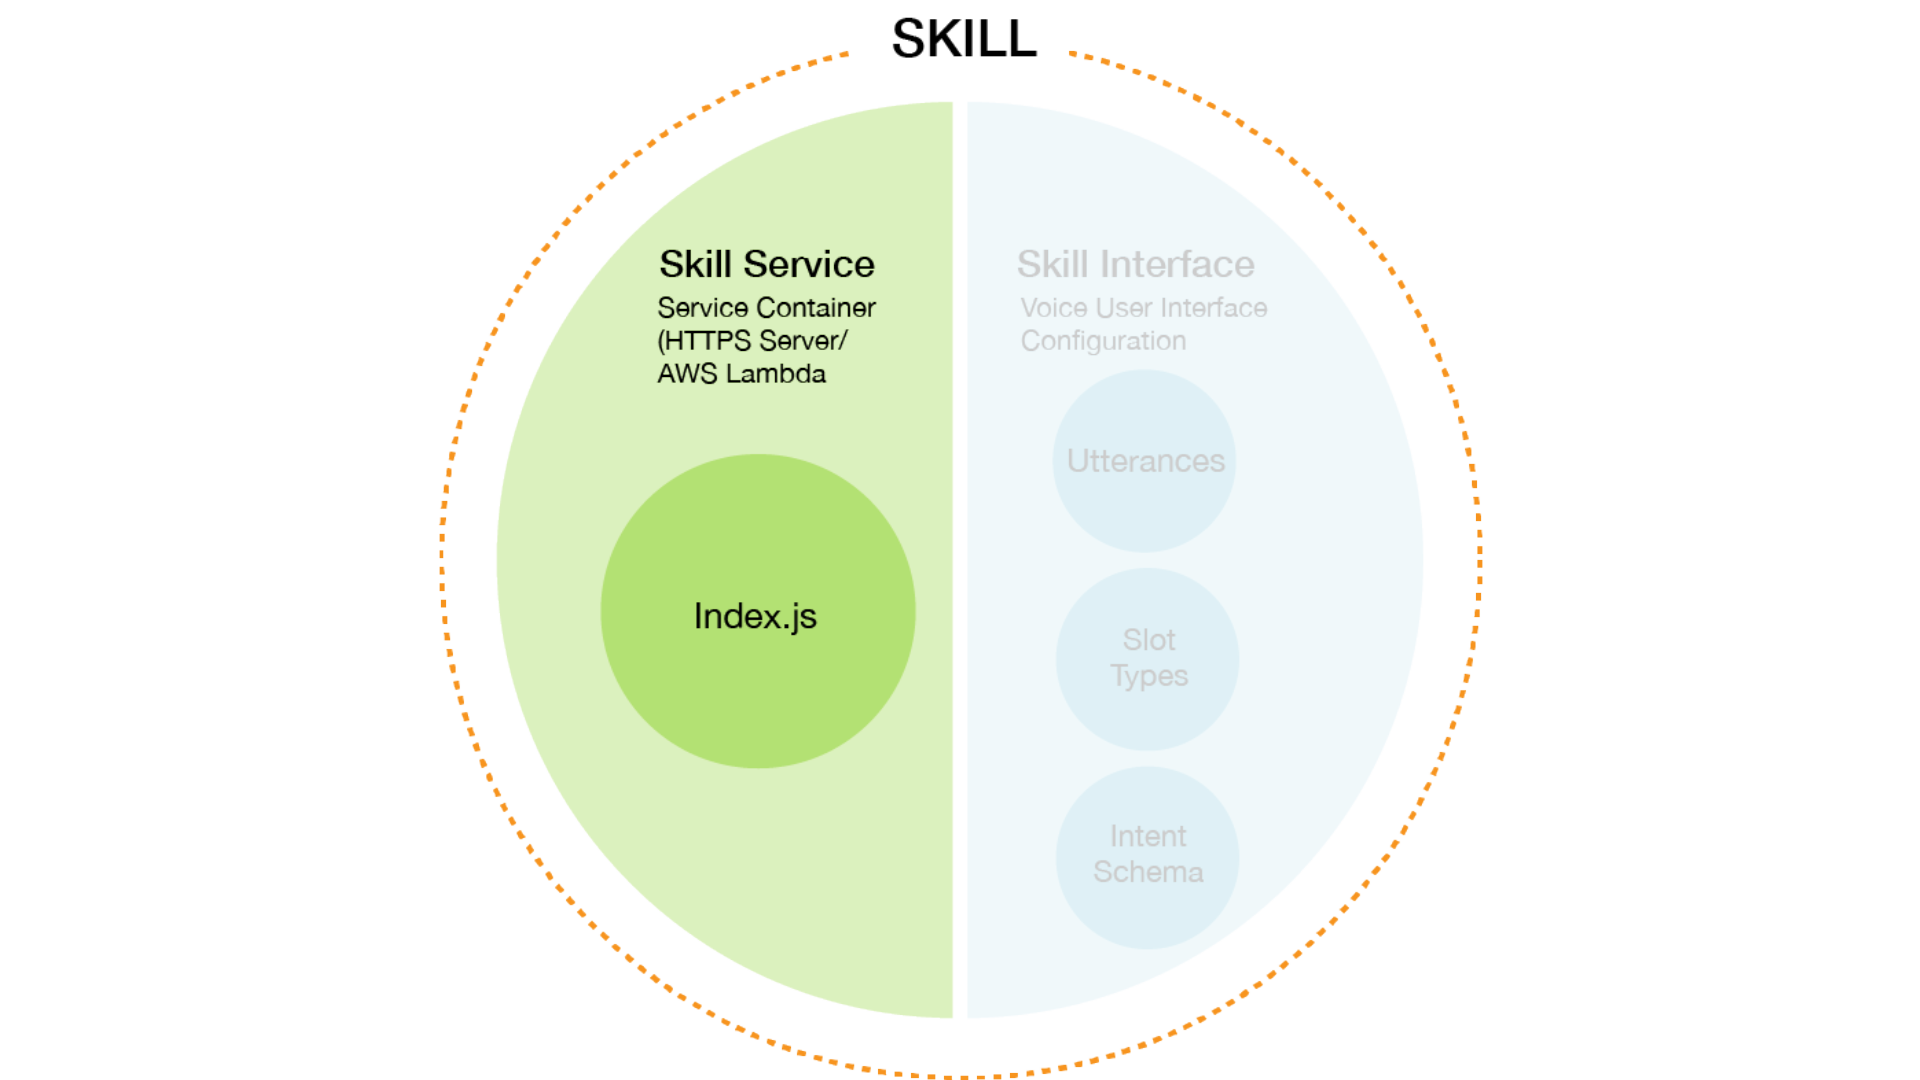 SKILL
Skill Service
Service Container
(HTTPS Server/
AWS Lambda
Index.js
Skill Interface
Voice User Interface
Configuration
Utterances
Slot
Types
Intent
Schema